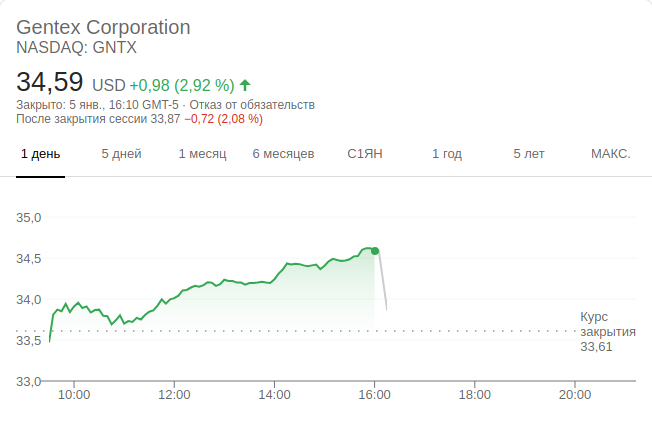 Gentex Corporation
NASDAQ: GNTX
34,59 USD +0,98 (2,92 %)
Закрыто: 5 янв., 16:10 GMT-5 · Отказ от обязательств
После закрытия сессии 33,87 −0,72 (2,08 %)
1 день 5 дней 1 месяц 6 месяцев С1ЯН 1 год 5 лет МАКС.
35,0
34,5
34,0
Курс
закрытия
33,61
33,5
33,0
10:00 12:00 14:00 16:00 18:00 20:00